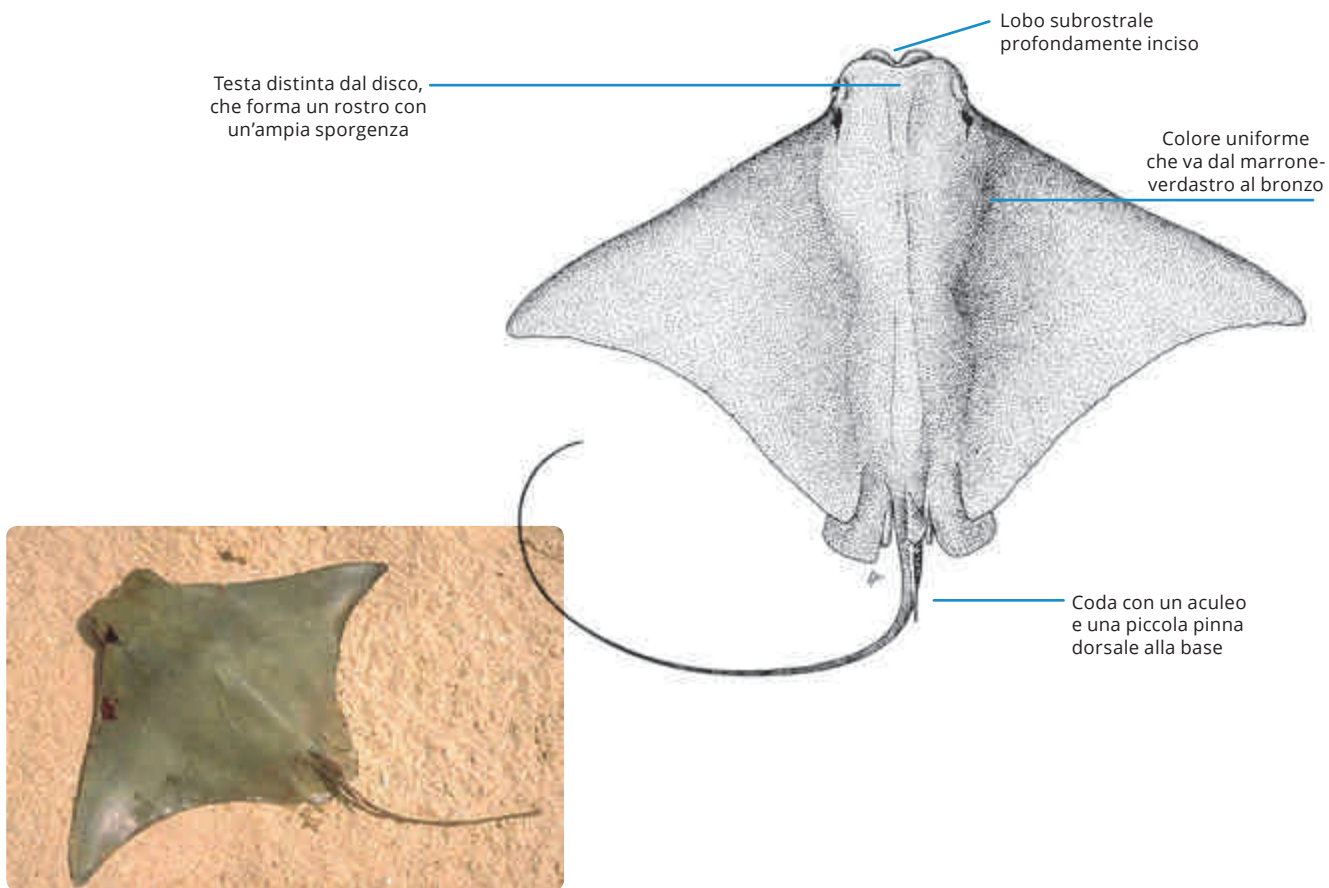 Lobo subrostrale
profondamente inciso
Testa distinta dal disco,
che forma un rostro con
un'ampia sporgenza
Colore uniforme
che va dal marrone-
verdastro al bronzo
Coda con un aculeo
e una piccola pinna
dorsale alla base